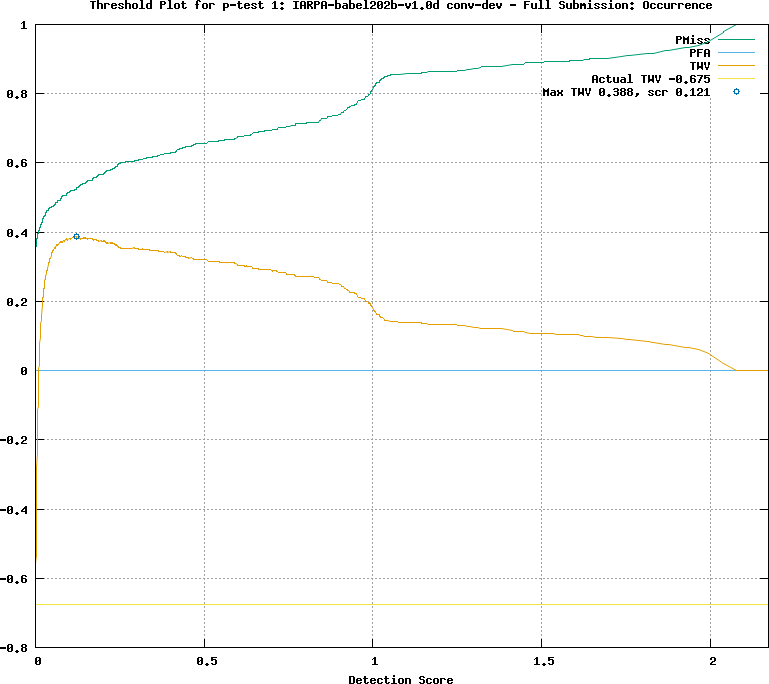 Threshold Plot for p-test 1: IARPA-babel202b-v1.0d conv-dev - Full Submission: Occurrence
1
PMiss
PFA
TWV
Actual TWV -0.675
Max TWV 0.388, scr 0.121
0.8
0.6
0.4
0.2
0
-0.2
-0.4
-0.6
-0.8
0 0.5 1 1.5 2
Detection Score